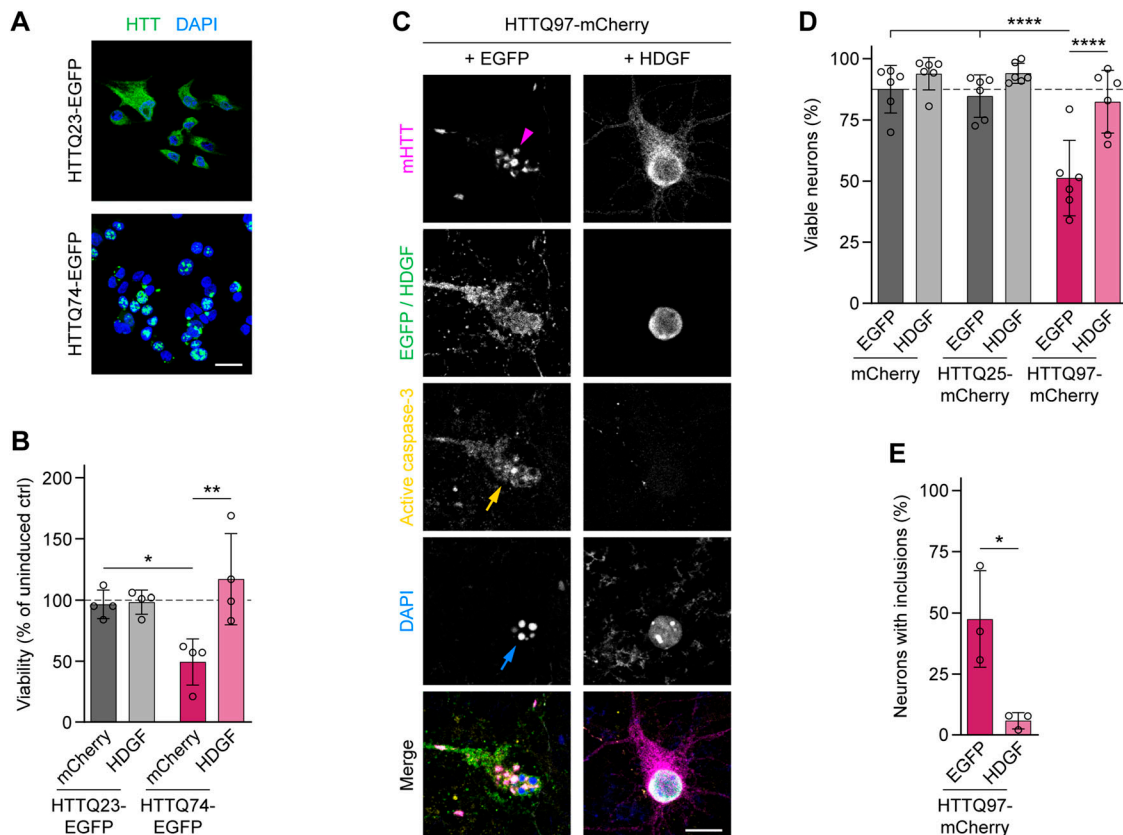 A
HTT DAPI
HTTQ23-EGFP
HTTQ74-EGFP
B
Viability (% of uninduced ctrl)
200
150
100
50
0
*
**
mCherry
HDGF
mCherry
HDGF
HTTQ23-
EGFP
HTTQ74-
EGFP
C
HTTQ97-mCherry
+ EGFP
+ HDGF
mHTT
EGFP / HDGF
Active caspase-3
DAPI
Merge
D
Viable neurons (%)
100
75
50
25
0
****
****
EGFP
HDGF
EGFP
HDGF
EGFP
HDGF
mCherry
HTTQ25-
mCherry
HTTQ97-
mCherry
E
Neurons with inclusions (%)
100
75
50
25
0
*
EGFP
HDGF
HTTQ97-
mCherry